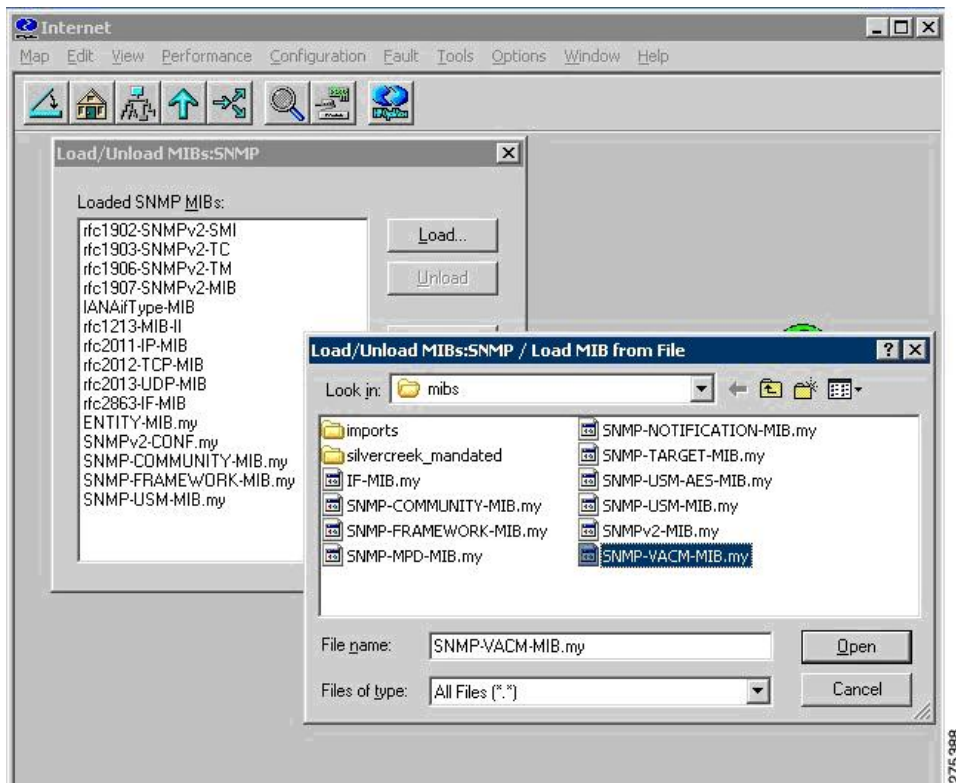 Internet
Map Edit View Performance Configuration Fault Tools Options Window Help
Load/Unload MIBs:SNMP
Loaded SNMP MIBs:
rfc1902-SNMPv2-SMI
rfc1903-SNMPv2-TC
rfc1906-SNMPv2-TM
rfc1907-SNMPv2-MIB
IANAifType-MIB
rfc1213-MIB-II
rfc2011-IP-MIB
rfc2012-TCP-MIB
rfc2013-UDP-MIB
rfc2863-IF-MIB
ENTITY-MIB.my
SNMPv2-CONF.my
SNMP-COMMUNITY-MIB.my
SNMP-FRAMEWORK-MIB.my
SNMP-USM-MIB.my
Load...
Unload
Load/Unload MIBs:SNMP / Load MIB from File
Look in: mibs
imports
silvercreek_mandated
IF-MIB.my
SNMP-COMMUNITY-MIB.my
SNMP-FRAMEWORK-MIB.my
SNMP-MPD-MIB.my
SNMP-NOTIFICATION-MIB.my
SNMP-TARGET-MIB.my
SNMP-USM-AES-MIB.my
SNMP-USM-MIB.my
SNMPv2-MIB.my
SNMP-VACM-MIB.my
File name: SNMP-VACM-MIB.my
Open
Files of type: All Files (*.*)
Cancel
275388